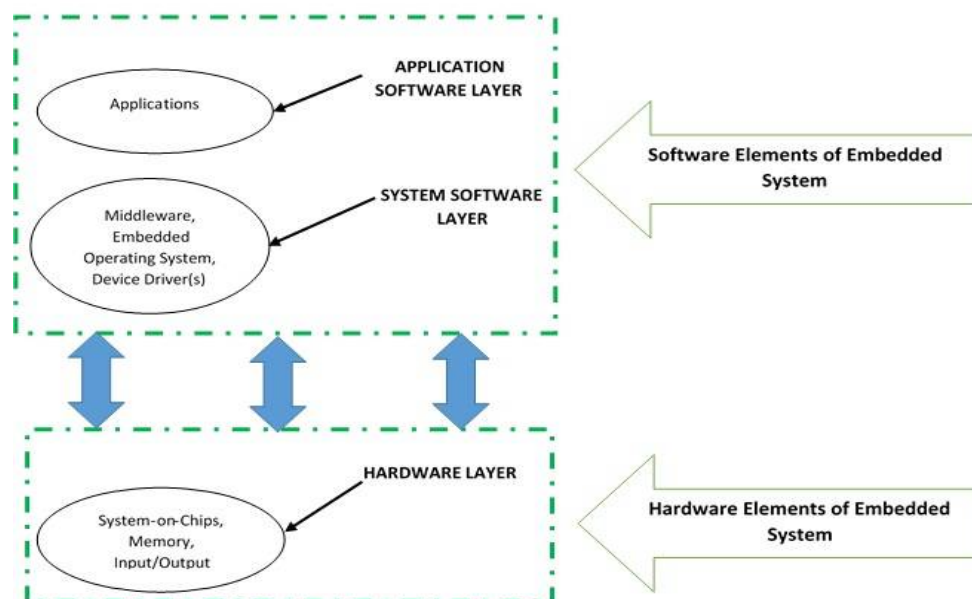 APPLICATION
SOFTWARE LAYER
Applications
Software Elements of Embedded
System
SYSTEM SOFTWARE
LAYER
Middleware,
Embedded
Operating System,
Device Driver(s)
HARDWARE LAYER
Hardware Elements of Embedded
System
System-on-Chips,
Memory,
Input/Output